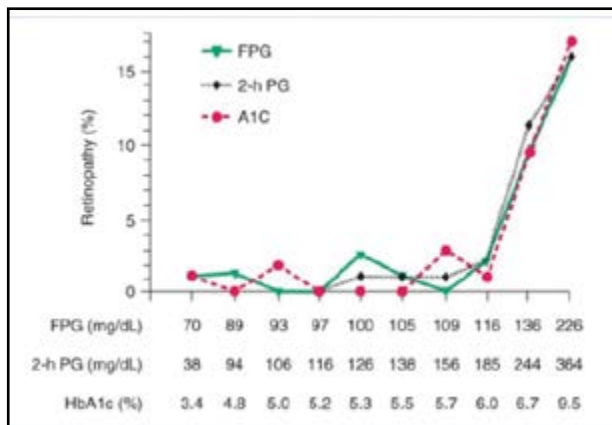 FPG
2-h PG
A1C
15
10
5
0
Retinopathy (%)
FPG (mg/dL) 70 89 93 97 100 105 109 116 136 226
2-h PG (mg/dL) 38 94 106 116 126 138 156 185 244 364
HbA1c (%) 3.4 4.8 5.0 5.2 5.3 5.5 5.7 6.0 6.7 9.5